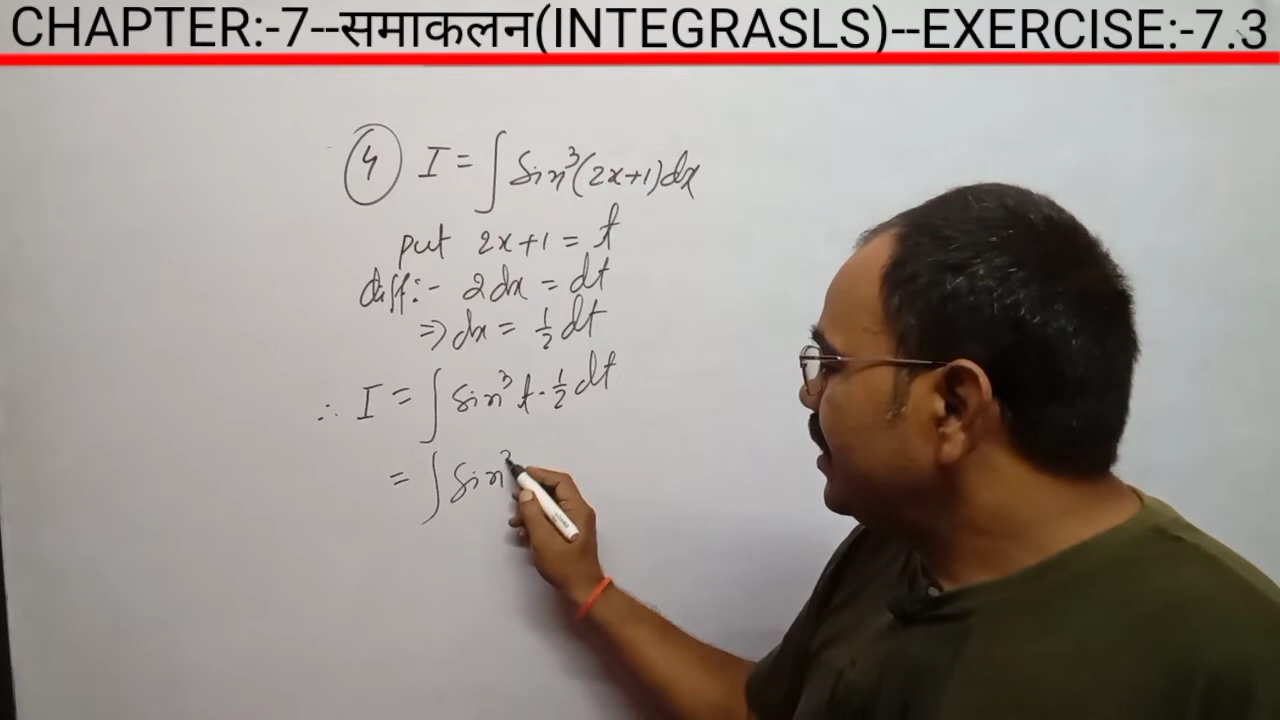 CHAPTER:-7--समाकलन(INTEGRASLS)--EXERCISE:-7.3
④ I = ∫ Sin³(2x+1)dx
put 2x+1 = t
diff:- 2dx = dt
⇒ dx = 1/2 dt
∴ I = ∫ Sin³t · 1/2 dt
= ∫ Sin³